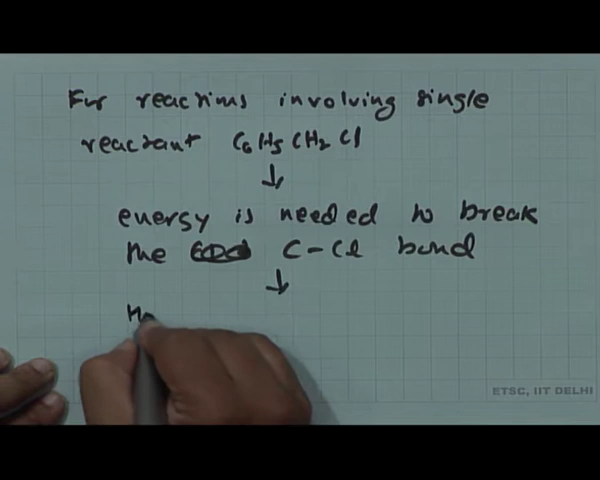 For reactions involving single
reactant C6H5CH2Cl
↓
energy is needed to break
the C-Cl bond
↓
ETSC, IIT DELHI